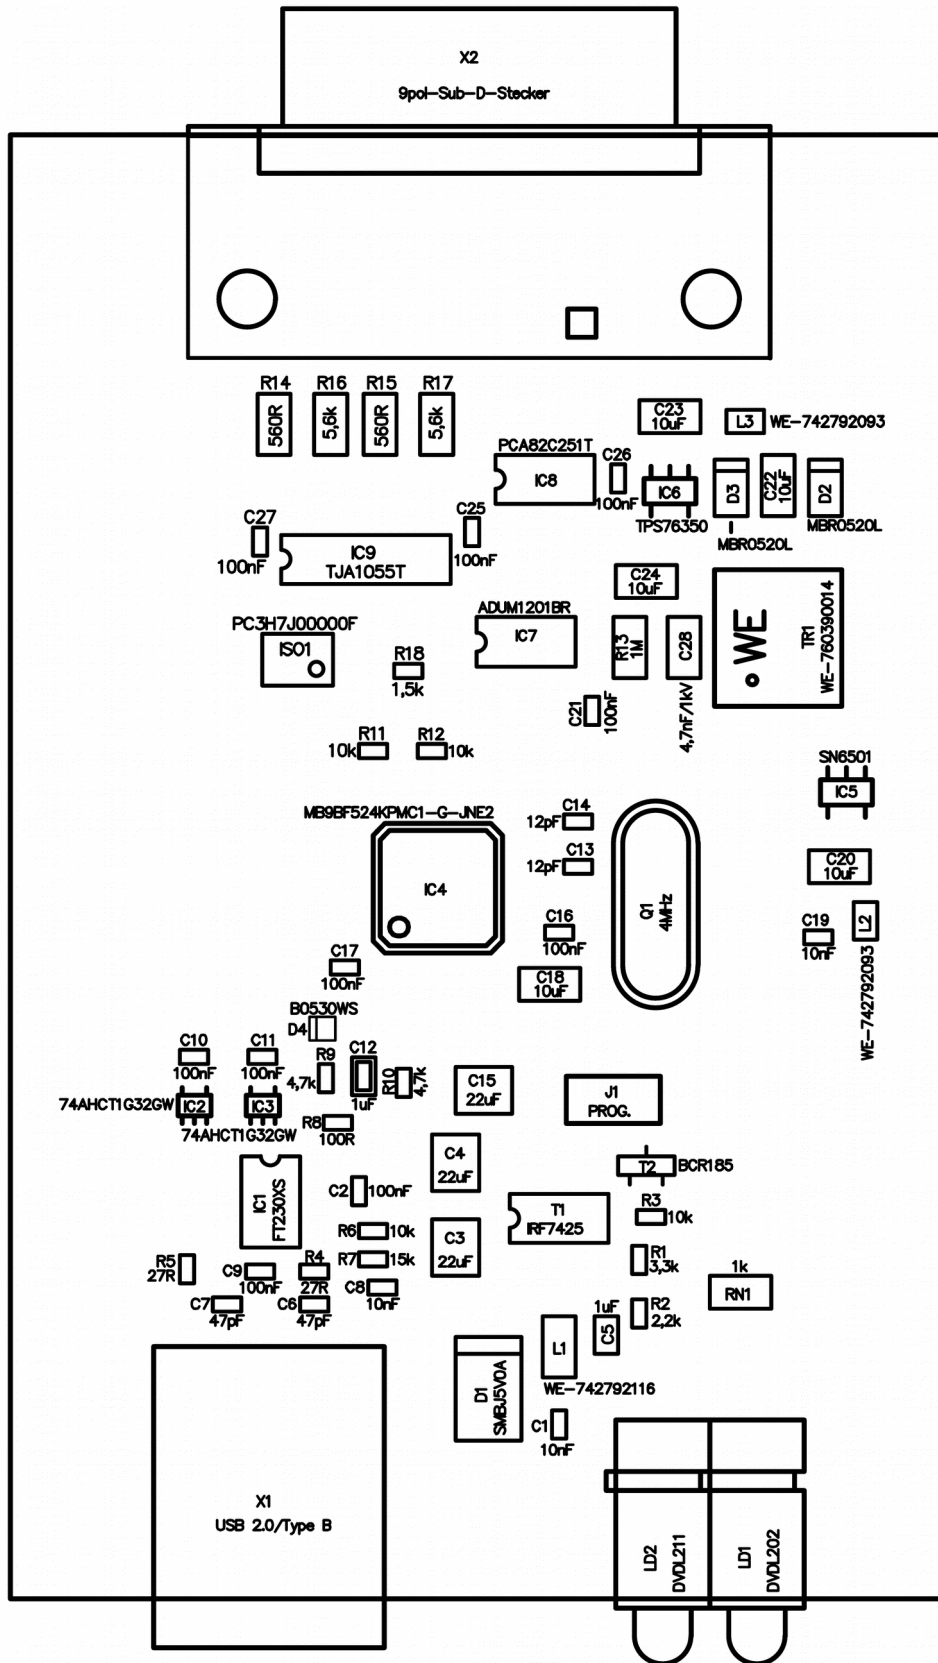 X2
9pol-Sub-D-Stecker
R14
R16
R15
R17
560R
5,6k
560R
5,6k
C23
10uF
L3
WE-742792093
PCA82C251T
IC8
C26
100nF
IC6
TPS76350
D3
MBR0520L
C22
10uF
D2
MBR0520L
C27
100nF
IC9
TJA1055T
C25
100nF
C24
10uF
PC3H7J00000F
ISO1
R18
1,5k
ADUM1201BR
IC7
R13
1M
C28
4,7nF/1kV
WE
TR1
WE-760390014
C21
100nF
R11
10k
R12
10k
SN6501
IC5
MB9BF524KPMC1-G-JNE2
IC4
C14
12pF
C13
12pF
Q1
4MHz
C20
10uF
C16
100nF
C19
10nF
L2
WE-742792093
C17
100nF
C18
10uF
B0530WS
D4
C10
100nF
C11
100nF
R9
4,7k
C12
1uF
R10
4,7k
C15
22uF
J1
PROG.
74AHCT1G32GW
IC2
IC3
74AHCT1G32GW
R8
100R
C4
22uF
T2
BCR185
IC1
FT230XS
C2
100nF
T1
IRF7425
R3
10k
R6
10k
R7
15k
C3
22uF
R5
27R
C9
100nF
R4
27R
C8
10nF
R1
3,3k
1k
RN1
C7
47pF
C6
47pF
1uF
C5
R2
2,2k
L1
WE-742792116
D1
SMBJ5V0A
C1
10nF
X1
USB 2.0/Type B
LD2
DVDL211
LD1
DVDL202